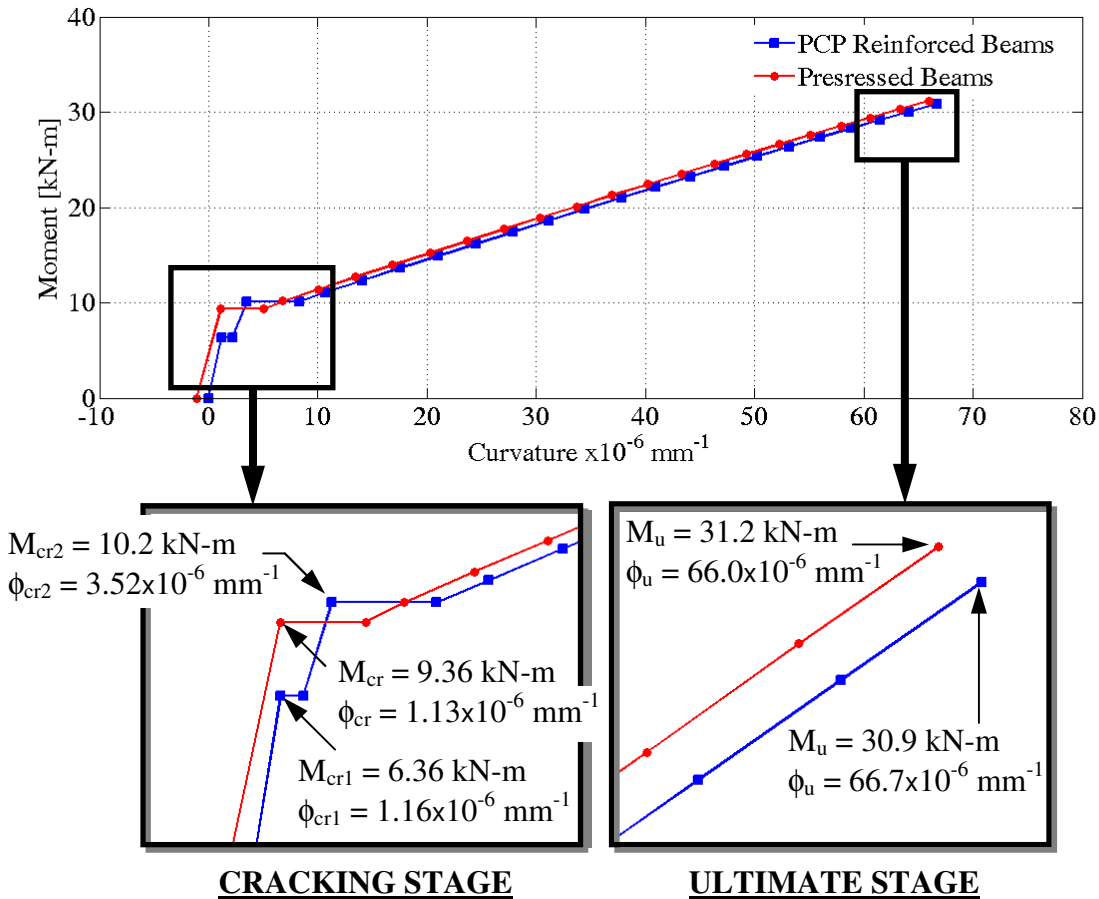 40
30
20
10
0
Moment [kN-m]
PCP Reinforced Beams
Presressed Beams
-10 0 10 20 30 40 50 60 70 80
Curvature x10⁻⁶ mm⁻¹
M_cr2 = 10.2 kN-m
ϕ_cr2 = 3.52x10⁻⁶ mm⁻¹
M_cr = 9.36 kN-m
ϕ_cr = 1.13x10⁻⁶ mm⁻¹
M_cr1 = 6.36 kN-m
ϕ_cr1 = 1.16x10⁻⁶ mm⁻¹
CRACKING STAGE
M_u = 31.2 kN-m
ϕ_u = 66.0x10⁻⁶ mm⁻¹
M_u = 30.9 kN-m
ϕ_u = 66.7x10⁻⁶ mm⁻¹
ULTIMATE STAGE